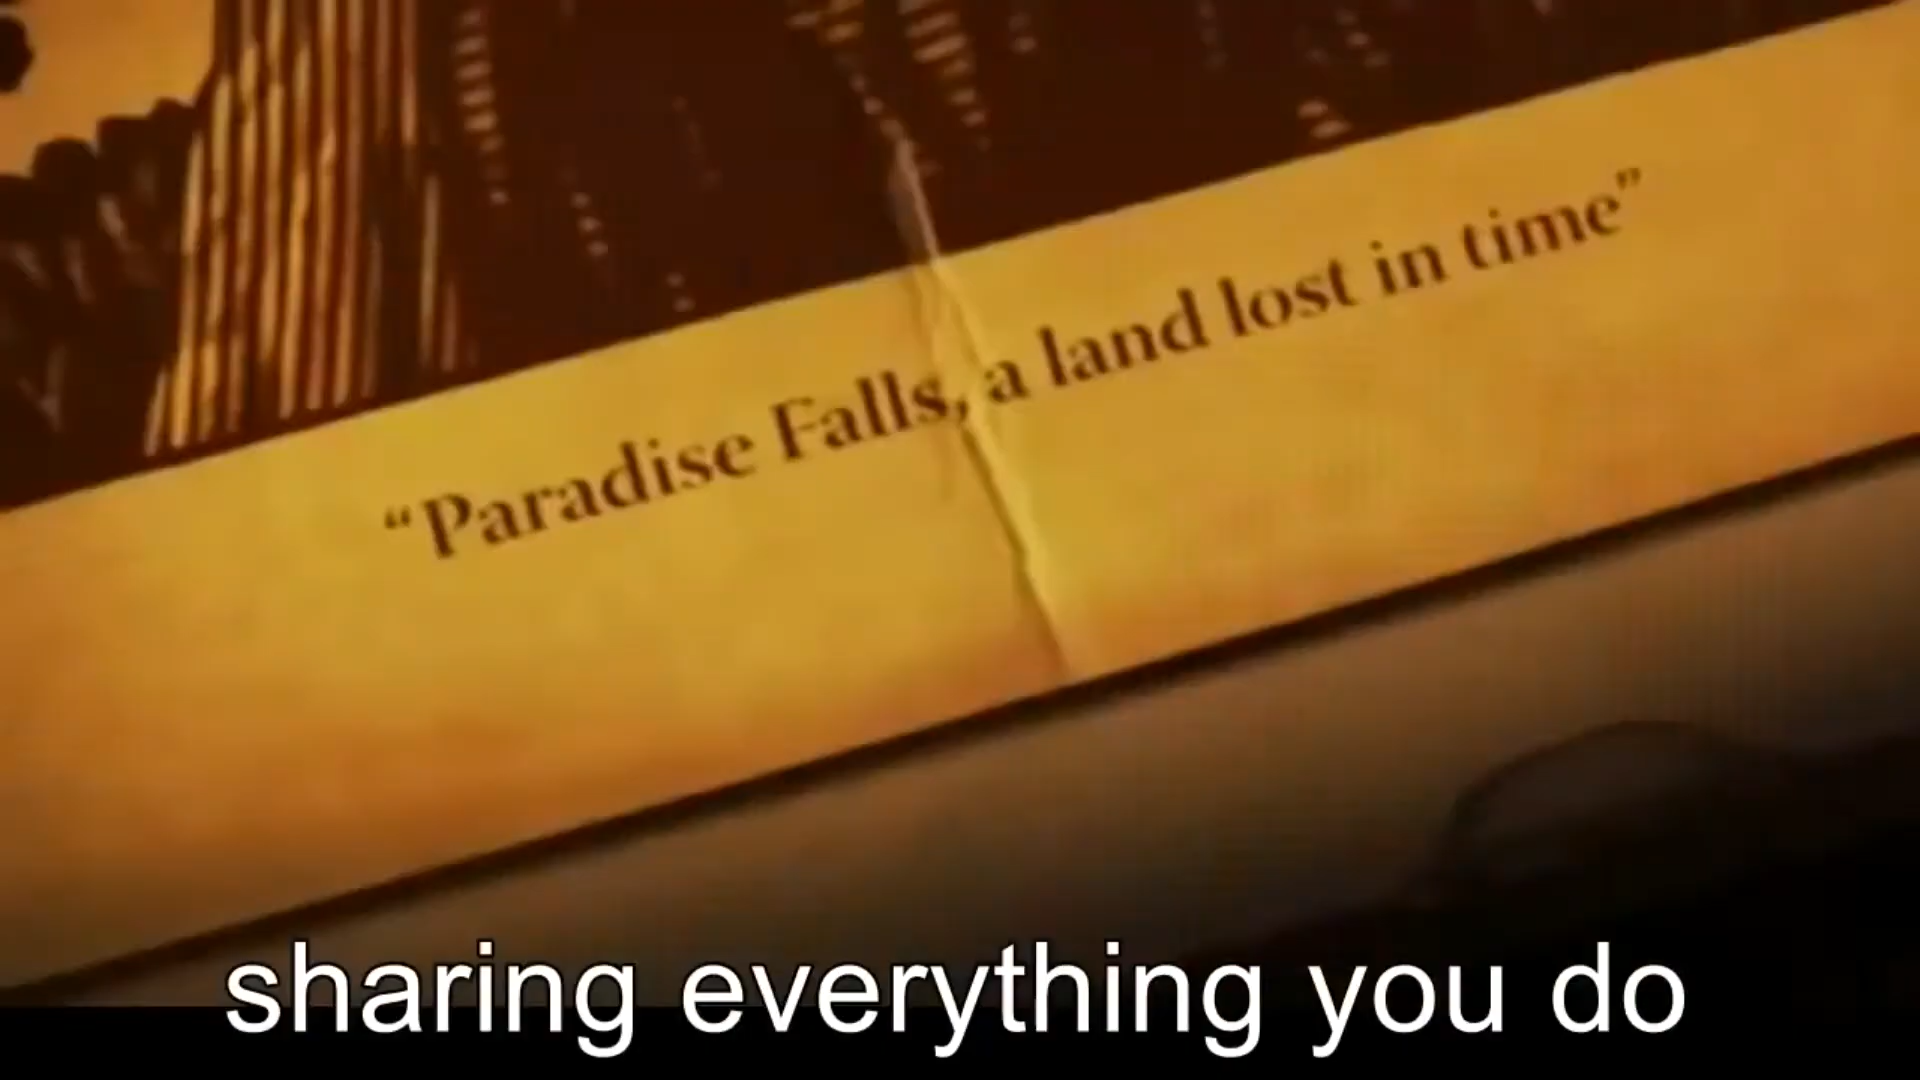 “Paradise Falls, a land lost in time”
sharing everything you do